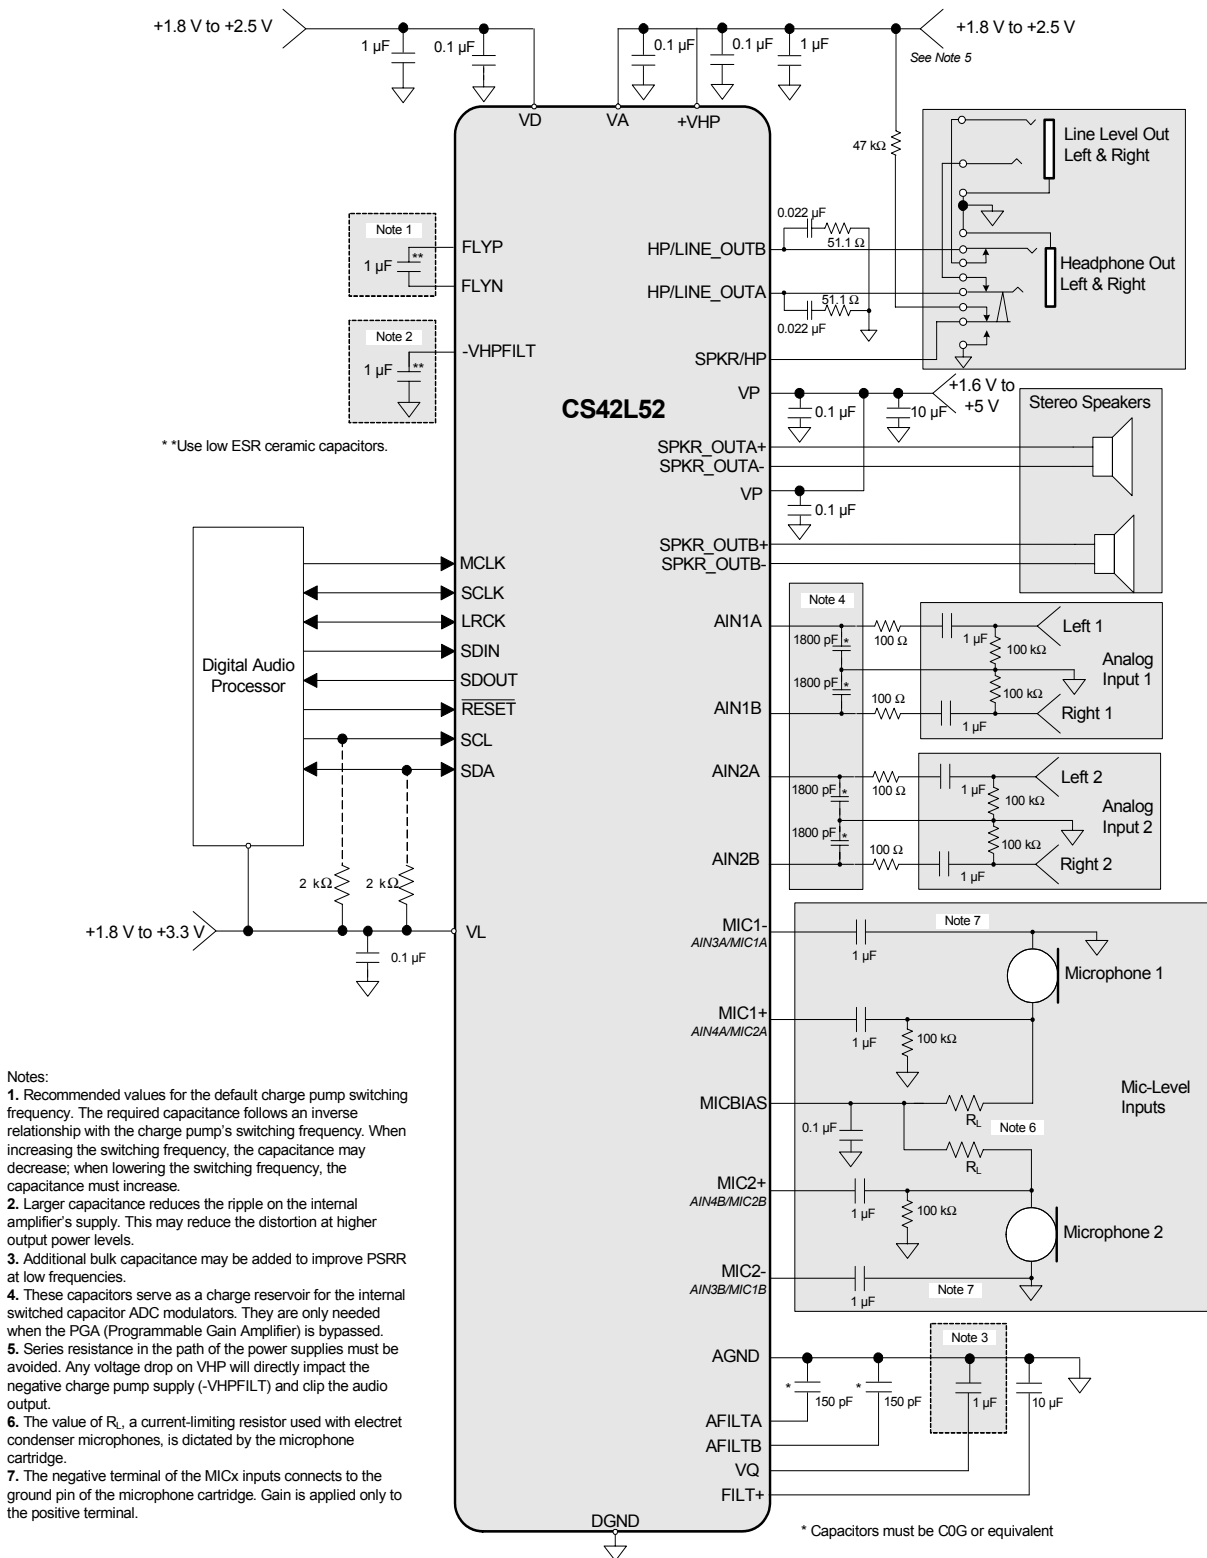 +1.8 V to +2.5 V
1 µF
0.1 µF
0.1 µF
0.1 µF
1 µF
+1.8 V to +2.5 V
See Note 5
VD
VA
+VHP
47 kΩ
Line Level Out
Left & Right
Note 1
1 µF
**
FLYP
FLYN
0.022 µF
51.1 Ω
HP/LINE_OUTB
Headphone Out
Left & Right
HP/LINE_OUTA
51.1 Ω
0.022 µF
Note 2
1 µF
**
-VHPFILT
SPKR/HP
CS42L52
VP
0.1 µF
10 µF
+1.6 V to
+5 V
Stereo Speakers
* *Use low ESR ceramic capacitors.
SPKR_OUTA+
SPKR_OUTA-
VP
0.1 µF
SPKR_OUTB+
SPKR_OUTB-
Digital Audio
Processor
MCLK
SCLK
LRCK
SDIN
SDOUT
RESET
SCL
SDA
Note 4
AIN1A
1800 pF
*
100 Ω
1 µF
Left 1
100 kΩ
Analog
Input 1
1800 pF
*
100 kΩ
AIN1B
100 Ω
1 µF
Right 1
AIN2A
1800 pF
*
100 Ω
1 µF
Left 2
100 kΩ
Analog
Input 2
1800 pF
*
100 kΩ
AIN2B
100 Ω
1 µF
Right 2
2 kΩ
2 kΩ
+1.8 V to +3.3 V
VL
0.1 µF
MIC1-
AIN3A/MIC1A
1 µF
Note 7
Microphone 1
MIC1+
AIN4A/MIC2A
1 µF
100 kΩ
Mic-Level
Inputs
MICBIAS
0.1 µF
RL
Note 6
RL
MIC2+
AIN4B/MIC2B
1 µF
100 kΩ
Microphone 2
MIC2-
AIN3B/MIC1B
1 µF
Note 7
Notes:
1. Recommended values for the default charge pump switching
frequency. The required capacitance follows an inverse
relationship with the charge pump's switching frequency. When
increasing the switching frequency, the capacitance may
decrease; when lowering the switching frequency, the
capacitance must increase.
2. Larger capacitance reduces the ripple on the internal
amplifier's supply. This may reduce the distortion at higher
output power levels.
3. Additional bulk capacitance may be added to improve PSRR
at low frequencies.
4. These capacitors serve as a charge reservoir for the internal
switched capacitor ADC modulators. They are only needed
when the PGA (Programmable Gain Amplifier) is bypassed.
5. Series resistance in the path of the power supplies must be
avoided. Any voltage drop on VHP will directly impact the
negative charge pump supply (-VHPFILT) and clip the audio
output.
6. The value of RL, a current-limiting resistor used with electret
condenser microphones, is dictated by the microphone
cartridge.
7. The negative terminal of the MICx inputs connects to the
ground pin of the microphone cartridge. Gain is applied only to
the positive terminal.
Note 3
AGND
*
150 pF
*
150 pF
1 µF
10 µF
AFILTA
AFILTB
VQ
FILT+
DGND
* Capacitors must be C0G or equivalent